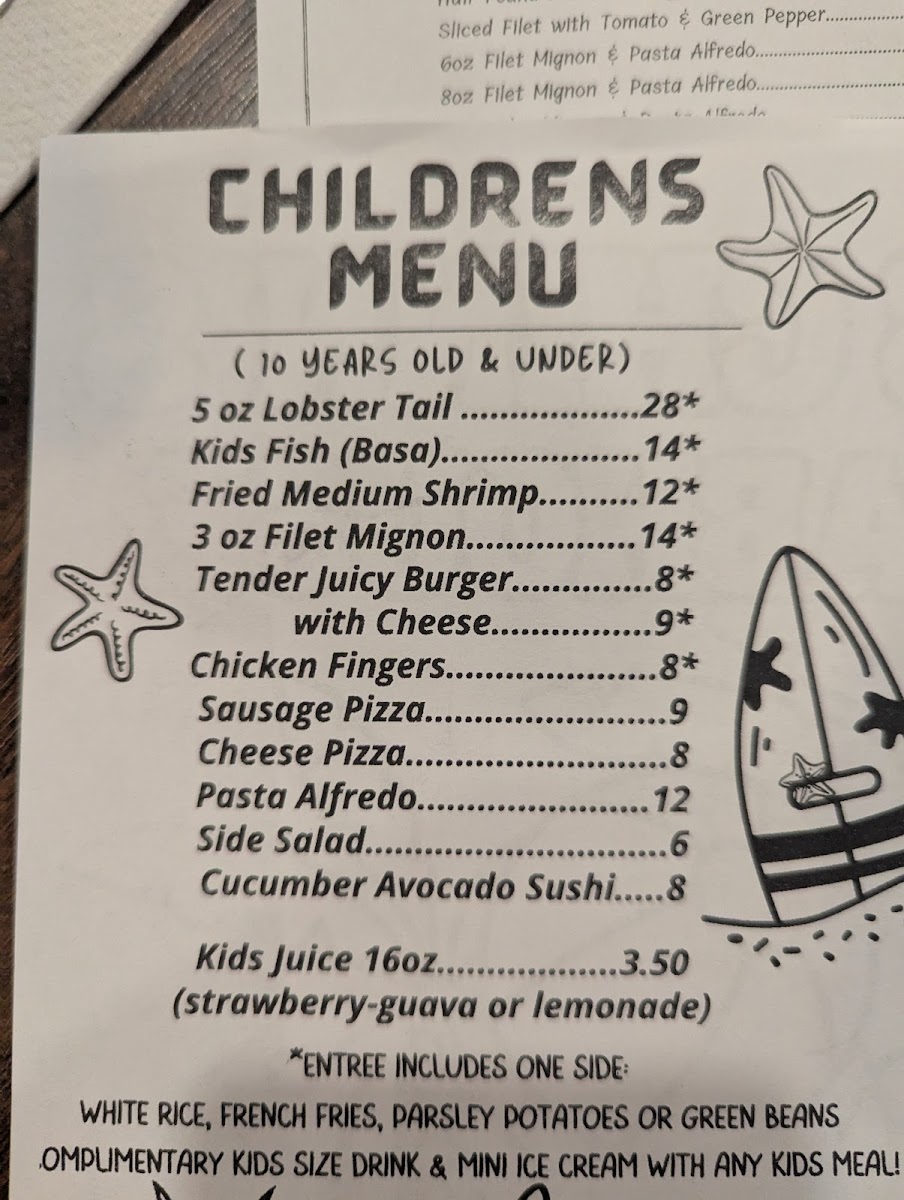 Sliced Filet with Tomato & Green Pepper...............
6oz Filet Mignon & Pasta Alfredo........................
8oz Filet Mignon & Pasta Alfredo........................
CHILDRENS
MENU
( 10 YEARS OLD & UNDER)
5 oz Lobster Tail ..................28*
Kids Fish (Basa)....................14*
Fried Medium Shrimp..........12*
3 oz Filet Mignon.................14*
Tender Juicy Burger..............8*
with Cheese................9*
Chicken Fingers.....................8*
Sausage Pizza........................9
Cheese Pizza..........................8
Pasta Alfredo.......................12
Side Salad..............................6
Cucumber Avocado Sushi.....8
Kids Juice 16oz..................3.50
(strawberry-guava or lemonade)
*ENTREE INCLUDES ONE SIDE:
WHITE RICE, FRENCH FRIES, PARSLEY POTATOES OR GREEN BEANS
OMPLIMENTARY KIDS SIZE DRINK & MINI ICE CREAM WITH ANY KIDS MEAL!